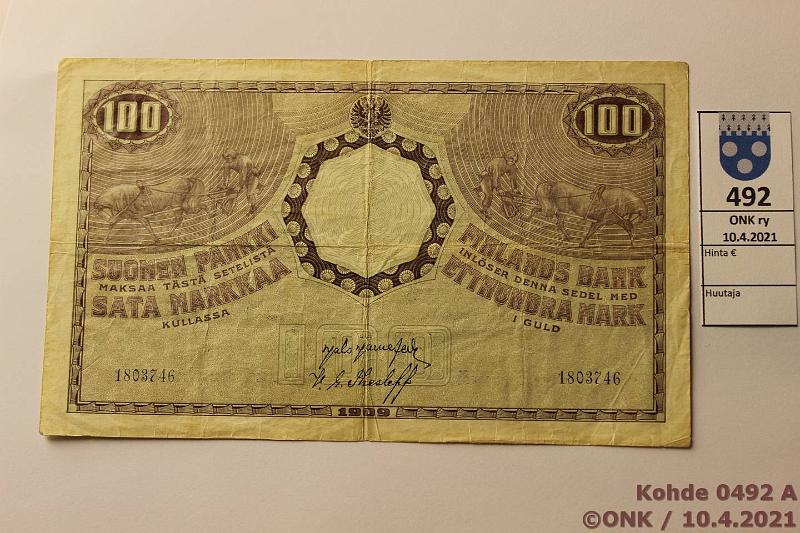 100
100
SUOMEN PANKKI
MAKSAA TÄSTÄ SETELISTÄ
SATA MARKKAA
KULLASSA
FINLANDS BANK
INLÖSER DENNA SEDEL MED
ETTHUNDRA MARK
I GULD
1803746
1803746
1909
492
ONK ry
10.4.2021
Hinta €
Huutaja
Kohde 0492 A
©ONK / 10.4.2021